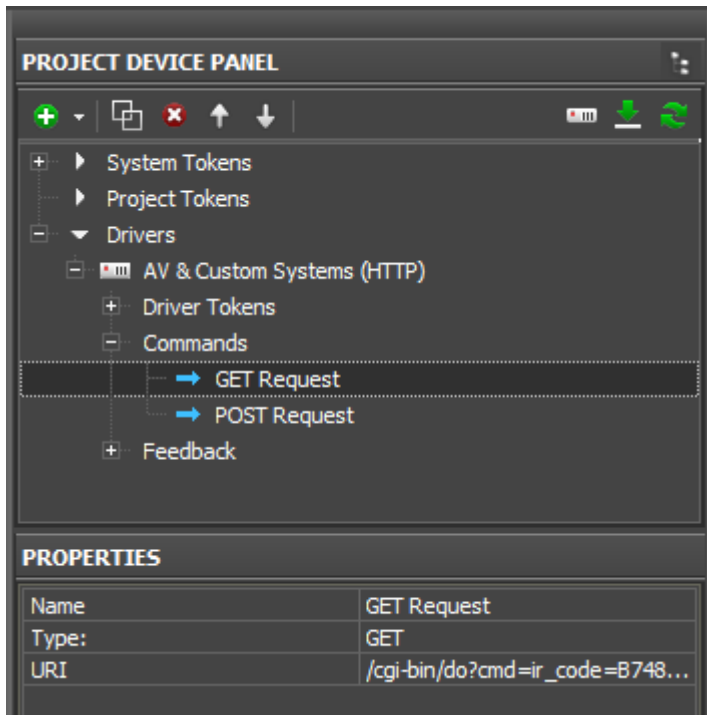 PROJECT DEVICE PANEL
System Tokens
Project Tokens
Drivers
AV & Custom Systems (HTTP)
Driver Tokens
Commands
GET Request
POST Request
Feedback
PROPERTIES
Name GET Request
Type: GET
URI /cgi-bin/do?cmd=ir_code=B748...